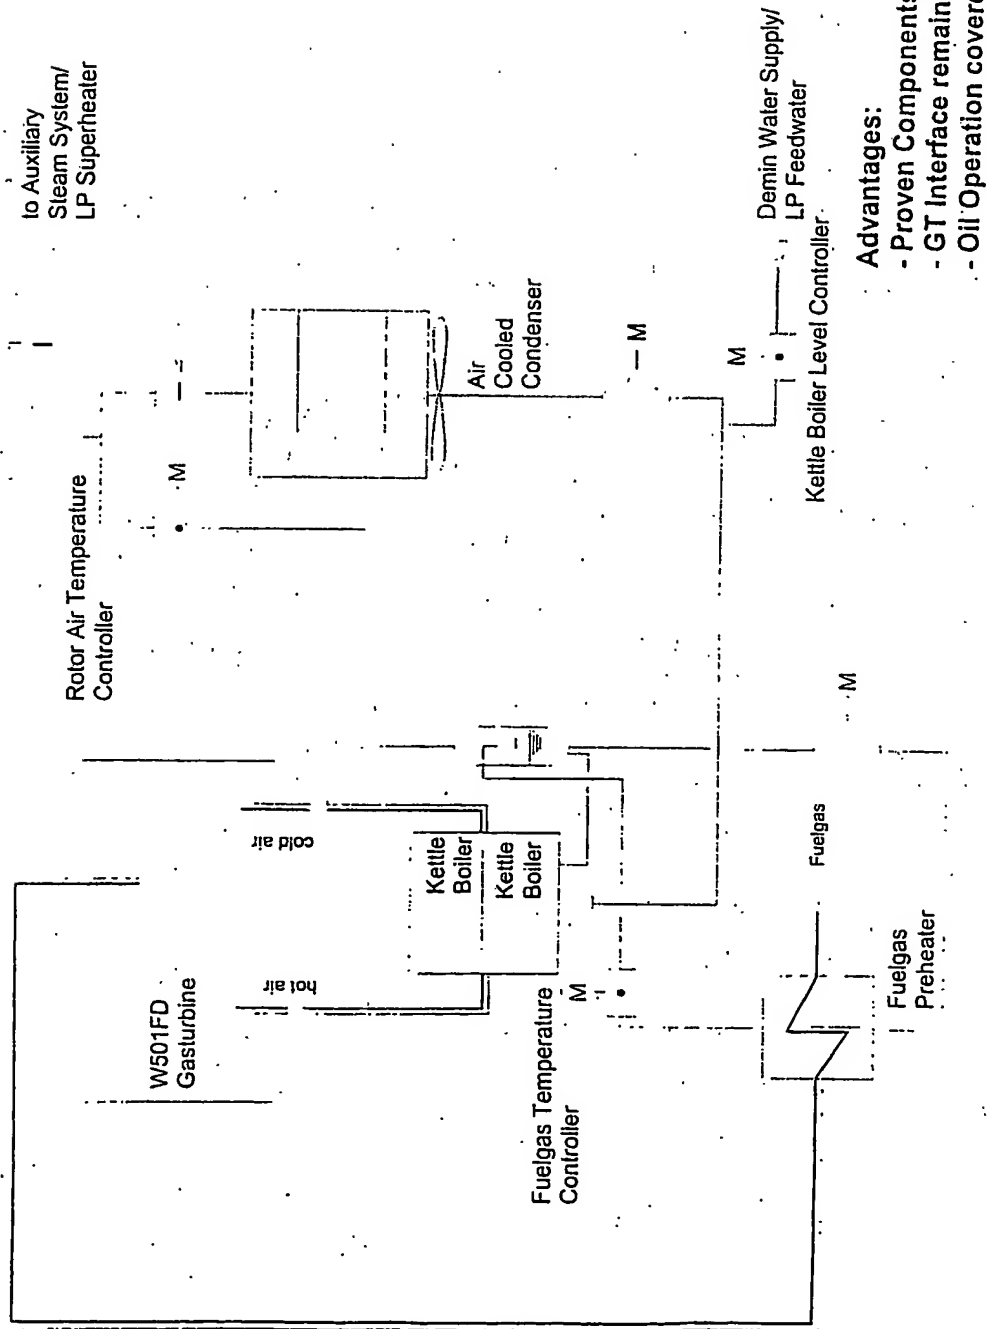 to Auxiliary
Steam System/
LP Superheater
Rotor Air Temperature
Controller
M
Air
Cooled
Condenser
M
Demin Water Supply/
LP Feedwater
M
Kettle Boiler Level Controller
W501FD
Gasturbine
hot air
cold air
Kettle
Boiler
Kettle
Boiler
Fuelgas Temperature
Controller
M
M
Fuelgas
Fuelgas
Preheater
Advantages:
- Proven Components
- GT Interface remain
- Oil Operation cover